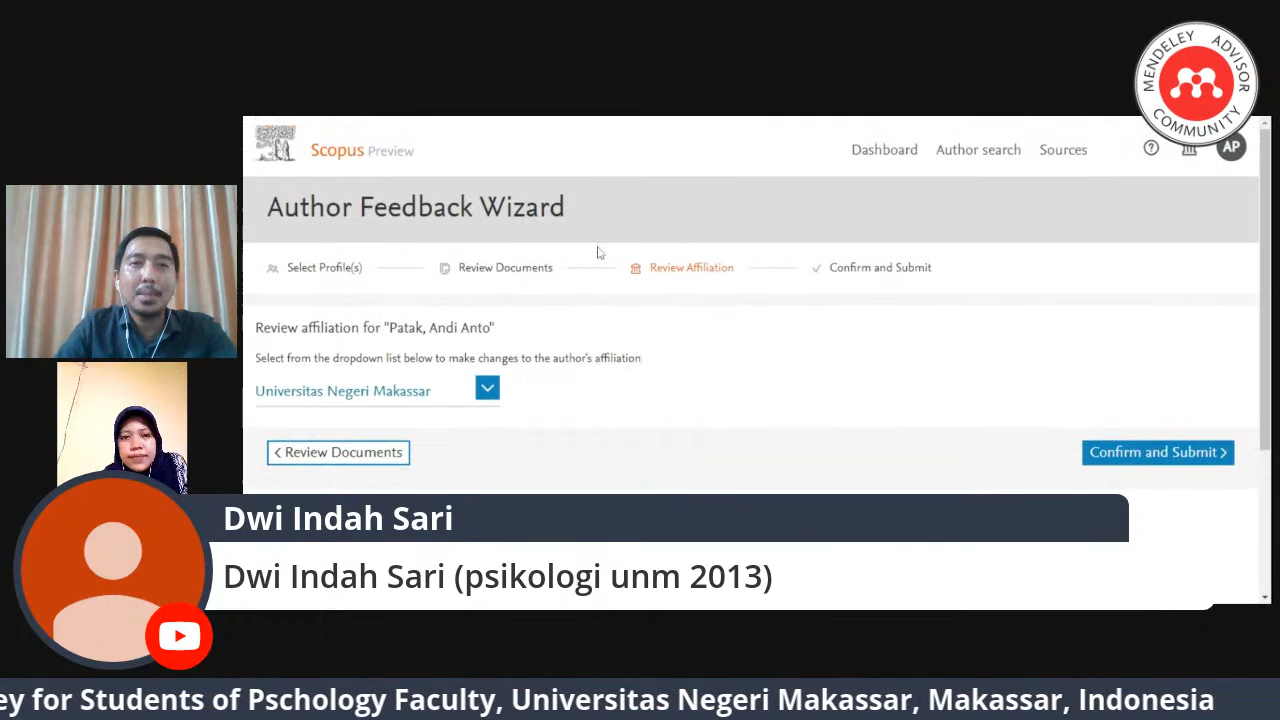 MENDELEY ADVISOR COMMUNITY
Scopus Preview
Dashboard Author search Sources
AP
Author Feedback Wizard
Select Profile(s) Review Documents Review Affiliation Confirm and Submit
Review affiliation for "Patak, Andi Anto"
Select from the dropdown list below to make changes to the author's affiliation
Universitas Negeri Makassar
Review Documents
Confirm and Submit
Dwi Indah Sari
Dwi Indah Sari (psikologi unm 2013)
ey for Students of Pschology Faculty, Universitas Negeri Makassar, Makassar, Indonesia